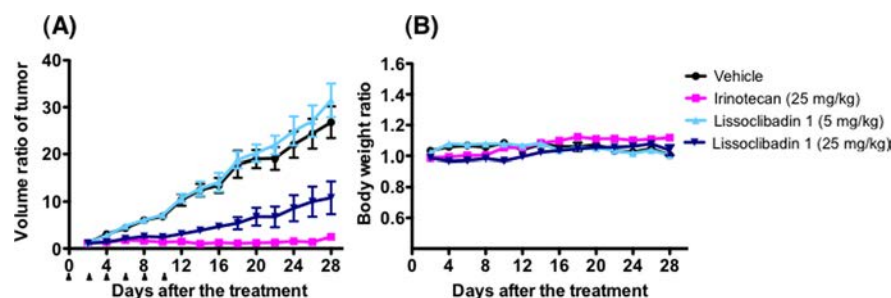 (A)
Volume ratio of tumor
40
30
20
10
0
0 4 8 12 16 20 24 28
Days after the treatment
(B)
Body weight ratio
1.6
1.4
1.2
1.0
0.8
0.6
0 4 8 12 16 20 24 28
Days after the treatment
Vehicle
Irinotecan (25 mg/kg)
Lissoclibadin 1 (5 mg/kg)
Lissoclibadin 1 (25 mg/kg)